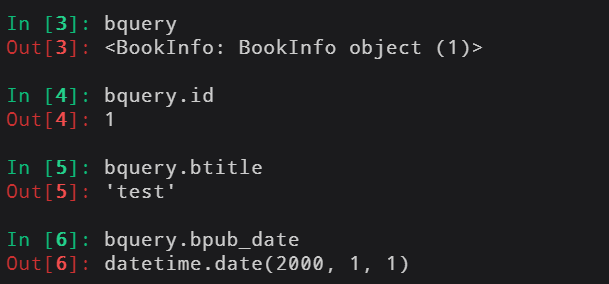 In [3]: bquery
Out[3]: <BookInfo: BookInfo object (1)>
In [4]: bquery.id
Out[4]: 1
In [5]: bquery.btitle
Out[5]: 'test'
In [6]: bquery.bpub_date
Out[6]: datetime.date(2000, 1, 1)